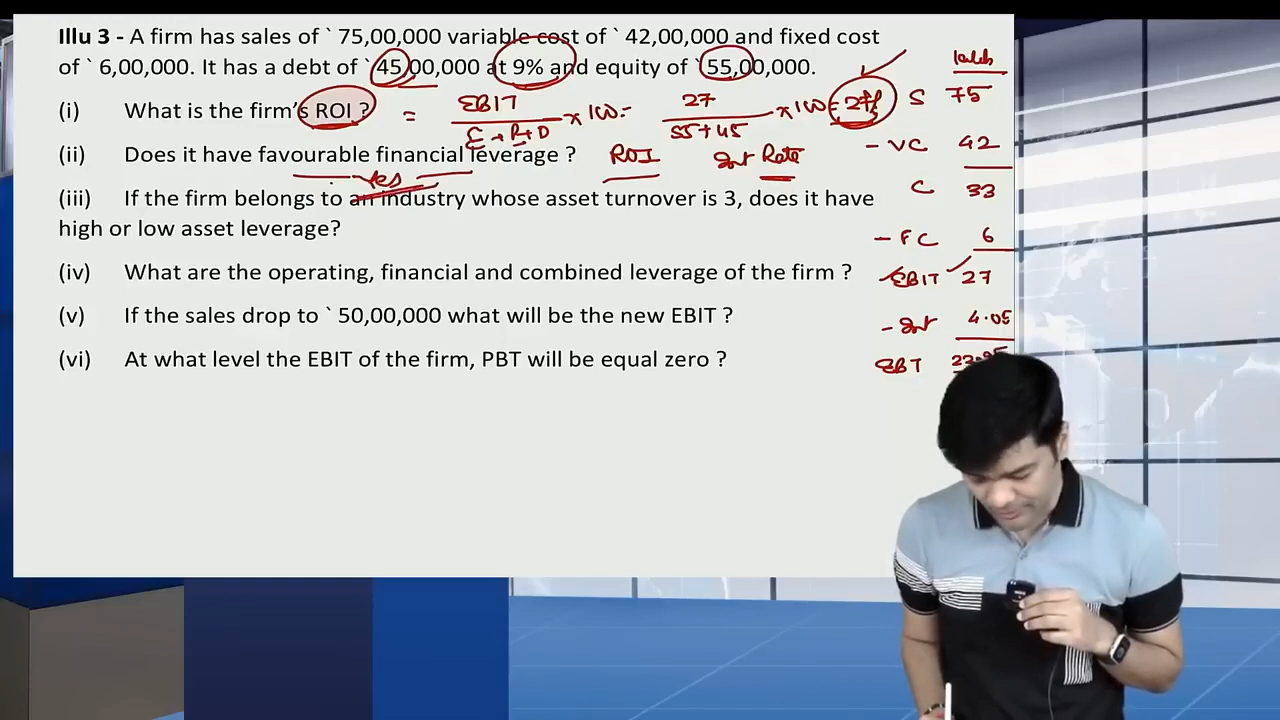 Illu 3 - A firm has sales of ` 75,00,000 variable cost of ` 42,00,000 and fixed cost
of ` 6,00,000. It has a debt of ` 45,00,000 at 9% and equity of ` 55,00,000.
lakh
(i) What is the firm's ROI ? = EBIT / E + P + D × 100 = 27 / 55 + 45 × 100 = 27% S 75
(ii) Does it have favourable financial leverage ? ROI Int Rate - VC 42
Yes
C 33
(iii) If the firm belongs to an industry whose asset turnover is 3, does it have
high or low asset leverage?
- FC 6
(iv) What are the operating, financial and combined leverage of the firm ? EBIT 27
(v) If the sales drop to ` 50,00,000 what will be the new EBIT ? - Int 4.05
(vi) At what level the EBIT of the firm, PBT will be equal zero ? EBT